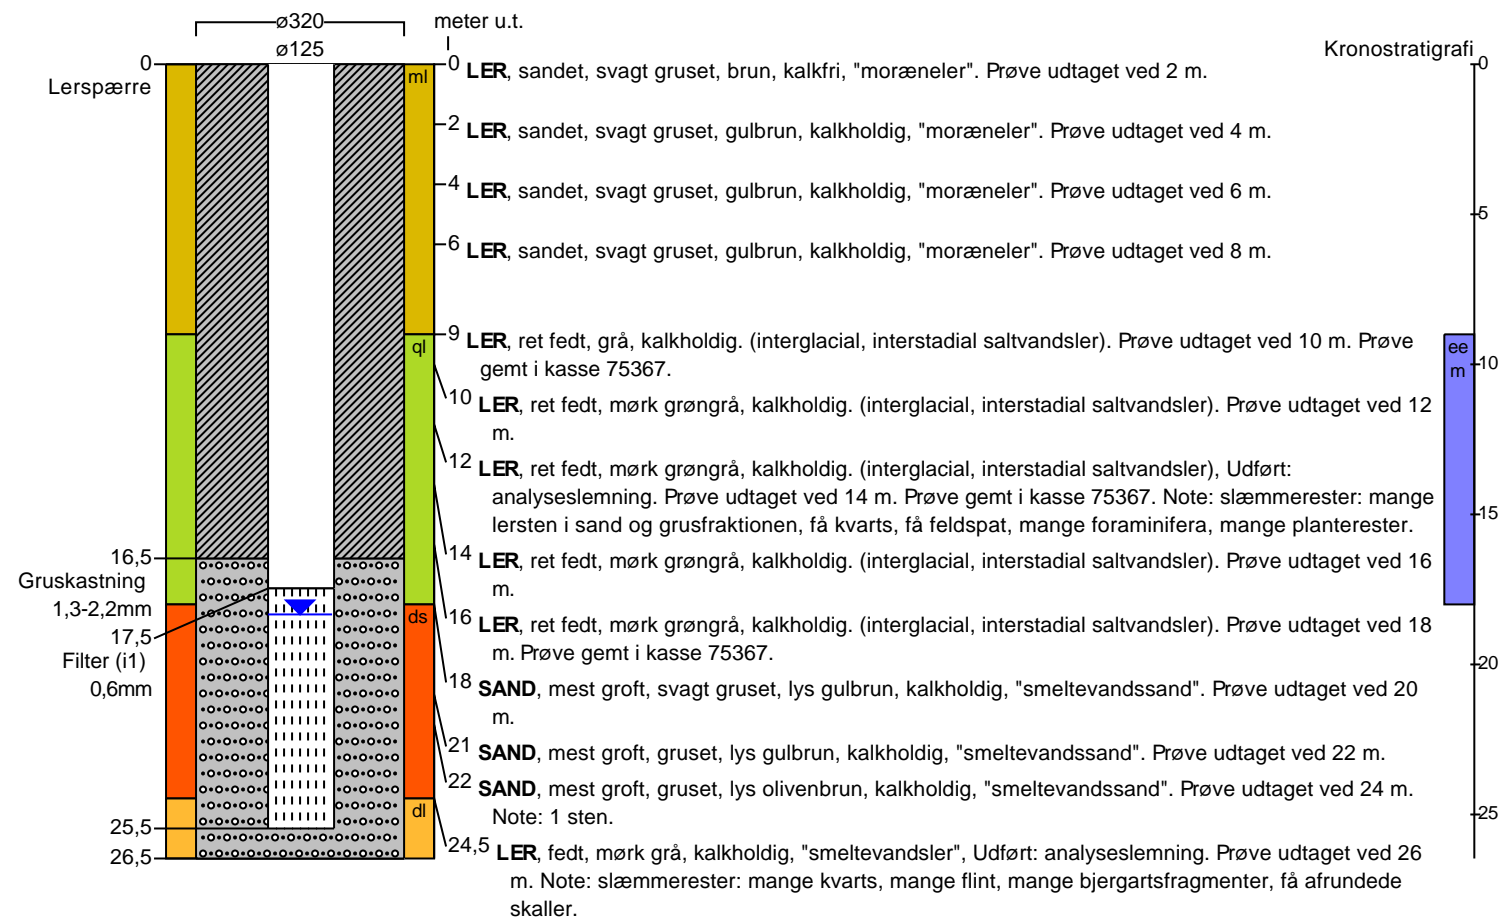 ø320
meter u.t.
ø125
Kronostratigrafi
0
Lerspærre
ml
0 LER, sandet, svagt gruset, brun, kalkfri, "moræneler". Prøve udtaget ved 2 m.
0
2 LER, sandet, svagt gruset, gulbrun, kalkholdig, "moræneler". Prøve udtaget ved 4 m.
4 LER, sandet, svagt gruset, gulbrun, kalkholdig, "moræneler". Prøve udtaget ved 6 m.
5
6 LER, sandet, svagt gruset, gulbrun, kalkholdig, "moræneler". Prøve udtaget ved 8 m.
9 LER, ret fedt, grå, kalkholdig. (interglacial, interstadial saltvandsler). Prøve udtaget ved 10 m. Prøve
gemt i kasse 75367.
ql
ee
m
10
10 LER, ret fedt, mørk grøngrå, kalkholdig. (interglacial, interstadial saltvandsler). Prøve udtaget ved 12
m.
12 LER, ret fedt, mørk grøngrå, kalkholdig. (interglacial, interstadial saltvandsler), Udført:
analyseslemning. Prøve udtaget ved 14 m. Prøve gemt i kasse 75367. Note: slæmmerester: mange
lersten i sand og grusfraktionen, få kvarts, få feldspat, mange foraminifera, mange planterester.
15
16,5
Gruskastning
1,3-2,2mm
17,5
Filter (i1)
0,6mm
14 LER, ret fedt, mørk grøngrå, kalkholdig. (interglacial, interstadial saltvandsler). Prøve udtaget ved 16
m.
ds
16 LER, ret fedt, mørk grøngrå, kalkholdig. (interglacial, interstadial saltvandsler). Prøve udtaget ved 18
m. Prøve gemt i kasse 75367.
20
18 SAND, mest groft, svagt gruset, lys gulbrun, kalkholdig, "smeltevandssand". Prøve udtaget ved 20
m.
21 SAND, mest groft, gruset, lys gulbrun, kalkholdig, "smeltevandssand". Prøve udtaget ved 22 m.
22 SAND, mest groft, gruset, lys olivenbrun, kalkholdig, "smeltevandssand". Prøve udtaget ved 24 m.
Note: 1 sten.
dl
25
25,5
26,5
24,5 LER, fedt, mørk grå, kalkholdig, "smeltevandsler", Udført: analyseslemning. Prøve udtaget ved 26
m. Note: slæmmerester: mange kvarts, mange flint, mange bjergartsfragmenter, få afrundede
skaller.